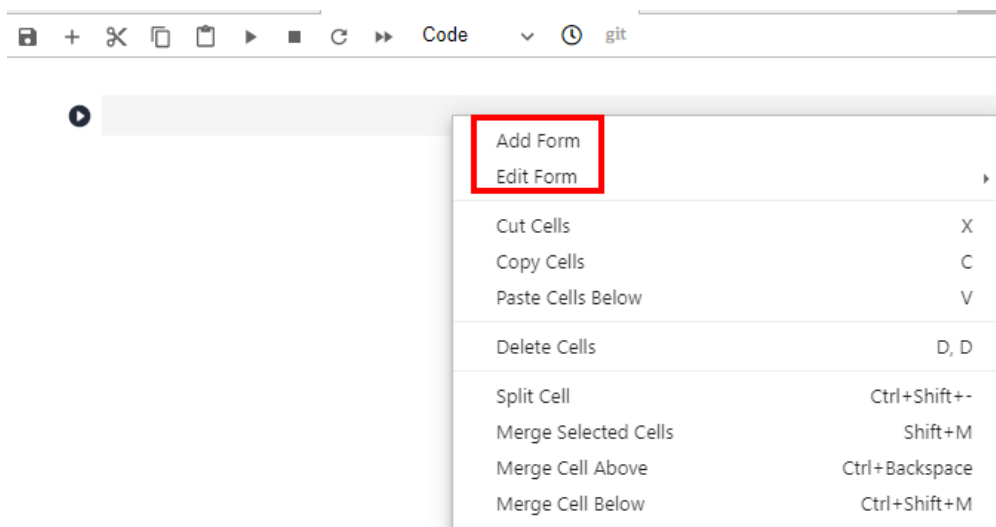 Code git
Add Form
Edit Form
Cut Cells X
Copy Cells C
Paste Cells Below V
Delete Cells D, D
Split Cell Ctrl+Shift+-
Merge Selected Cells Shift+M
Merge Cell Above Ctrl+Backspace
Merge Cell Below Ctrl+Shift+M